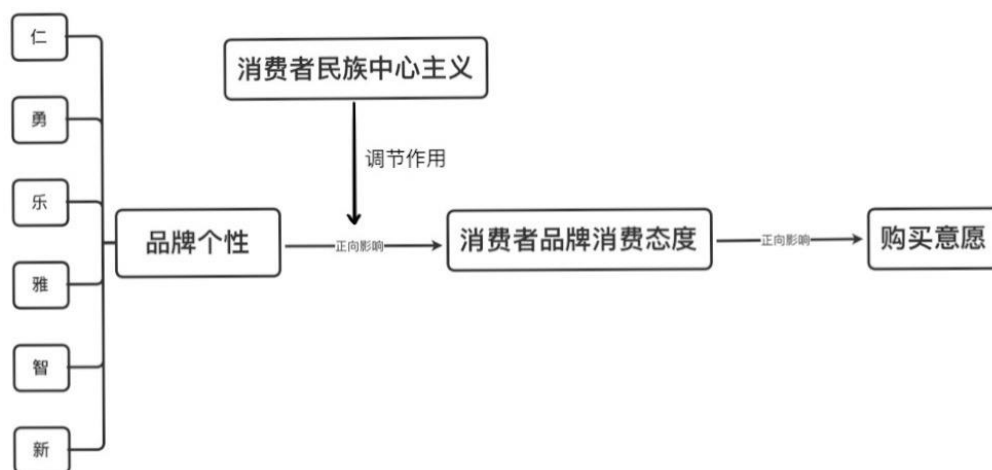 仁
勇
乐
雅
智
新
消费者民族中心主义
调节作用
品牌个性
正向影响
消费者品牌消费态度
正向影响
购买意愿